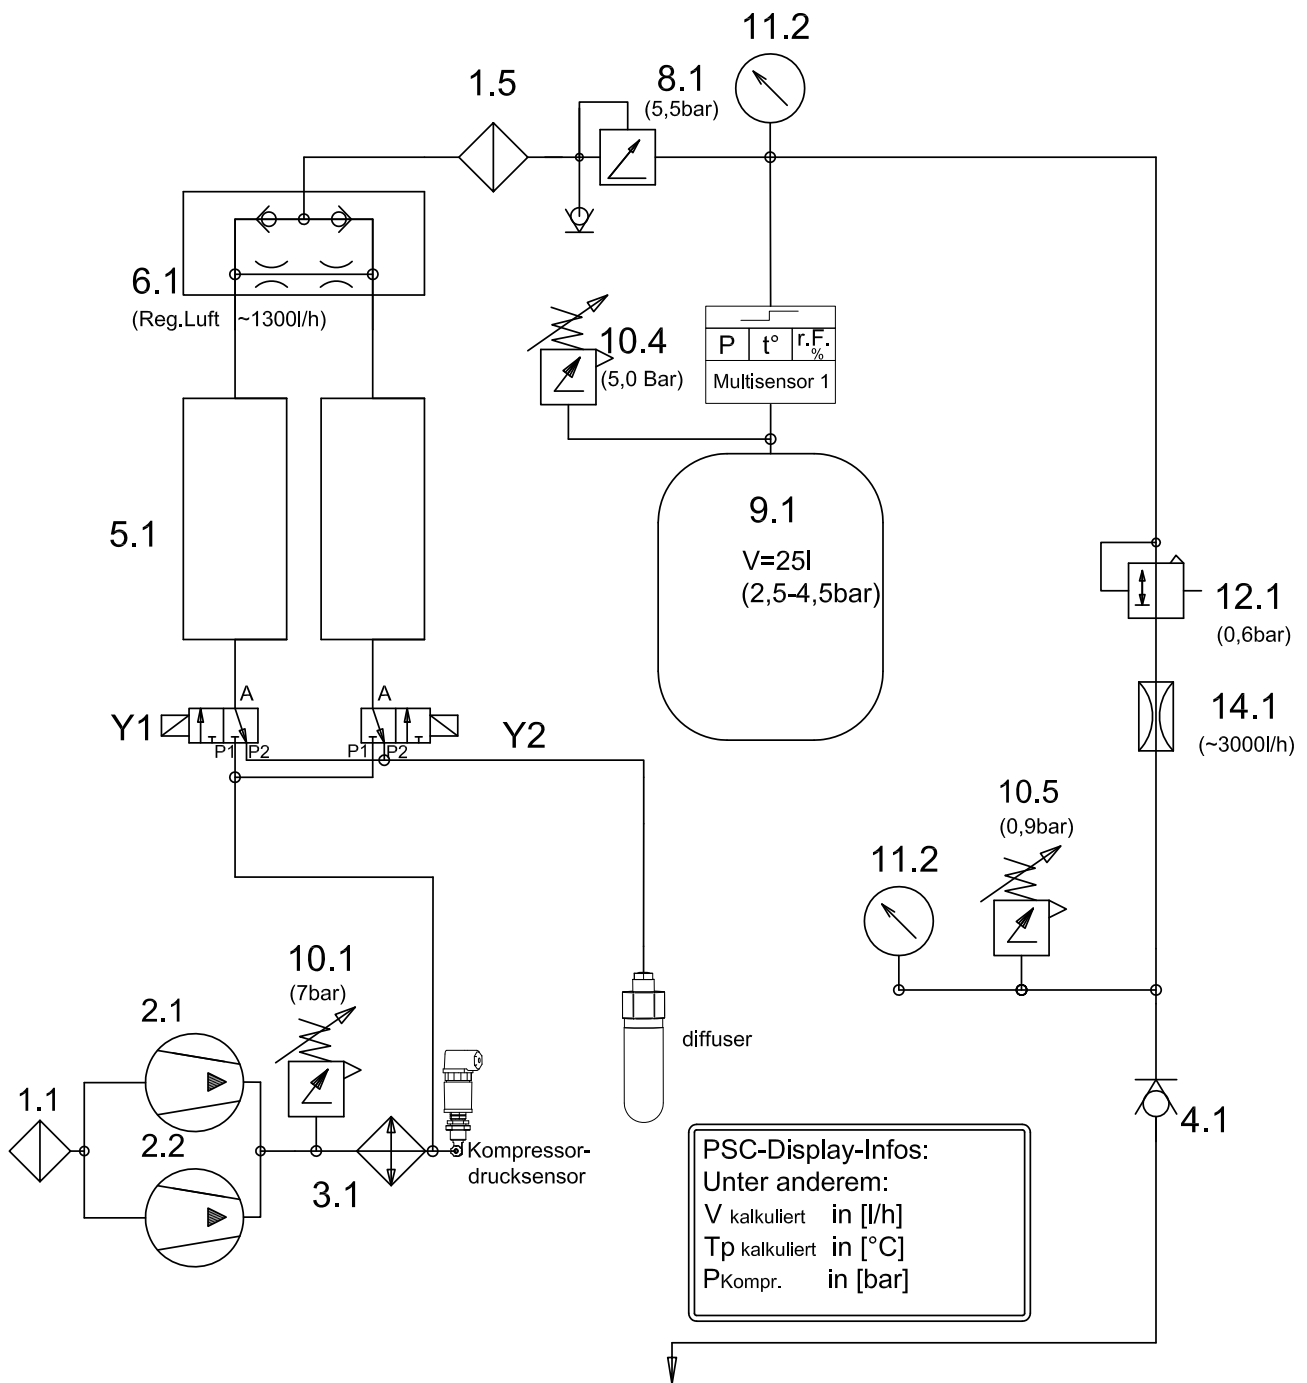 11.2
1.5
8.1
(5,5bar)
6.1
(Reg.Luft ~1300l/h)
10.4
(5,0 Bar)
P t° r.F.
%
Multisensor 1
9.1
V=25l
(2,5-4,5bar)
5.1
12.1
(0,6bar)
A A
Y1
P1 P2
P1 P2
Y2
14.1
(~3000l/h)
10.5
(0,9bar)
11.2
10.1
(7bar)
2.1
diffuser
1.1
2.2
3.1
Kompressor-
drucksensor
4.1
PSC-Display-Infos:
Unter anderem:
V kalkuliert in [l/h]
Tp kalkuliert in [°C]
PKompr. in [bar]